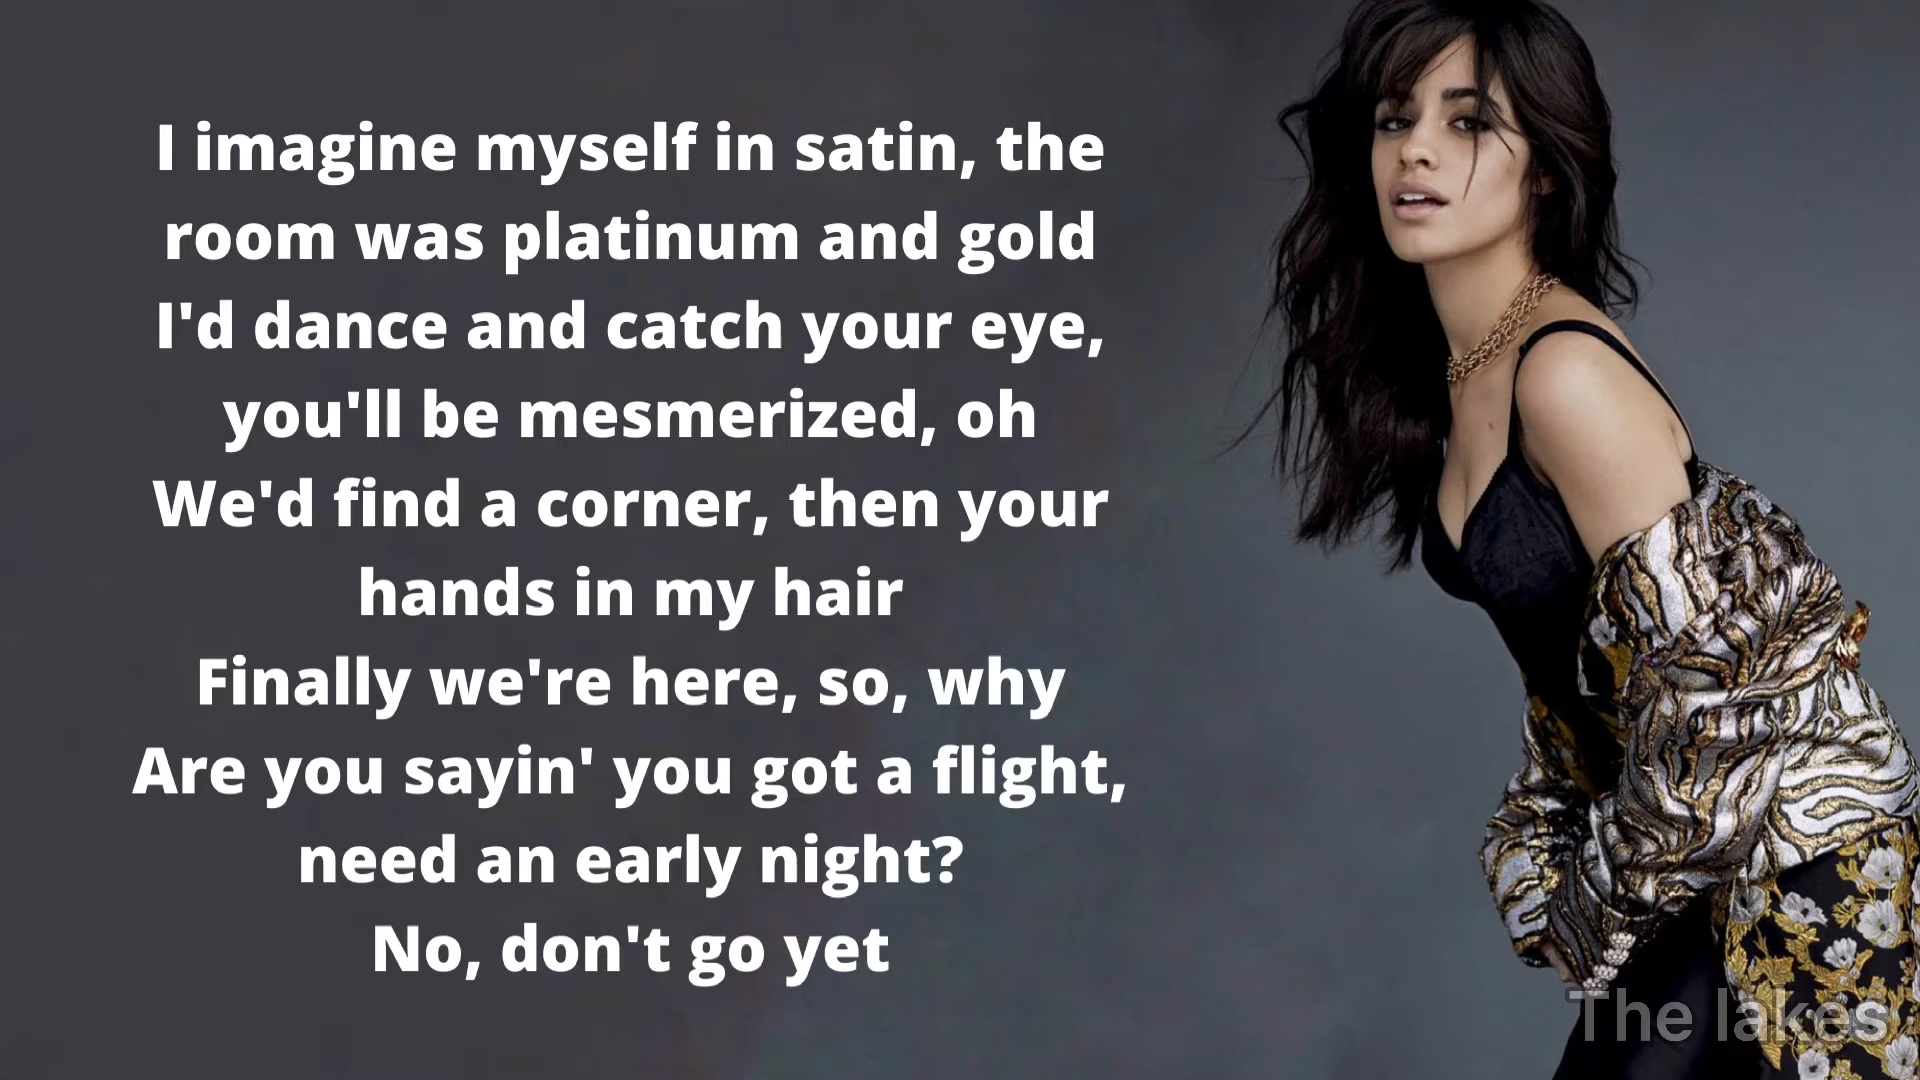 I imagine myself in satin, the
room was platinum and gold
I'd dance and catch your eye,
you'll be mesmerized, oh
We'd find a corner, then your
hands in my hair
Finally we're here, so, why
Are you sayin' you got a flight,
need an early night?
No, don't go yet
The lakes